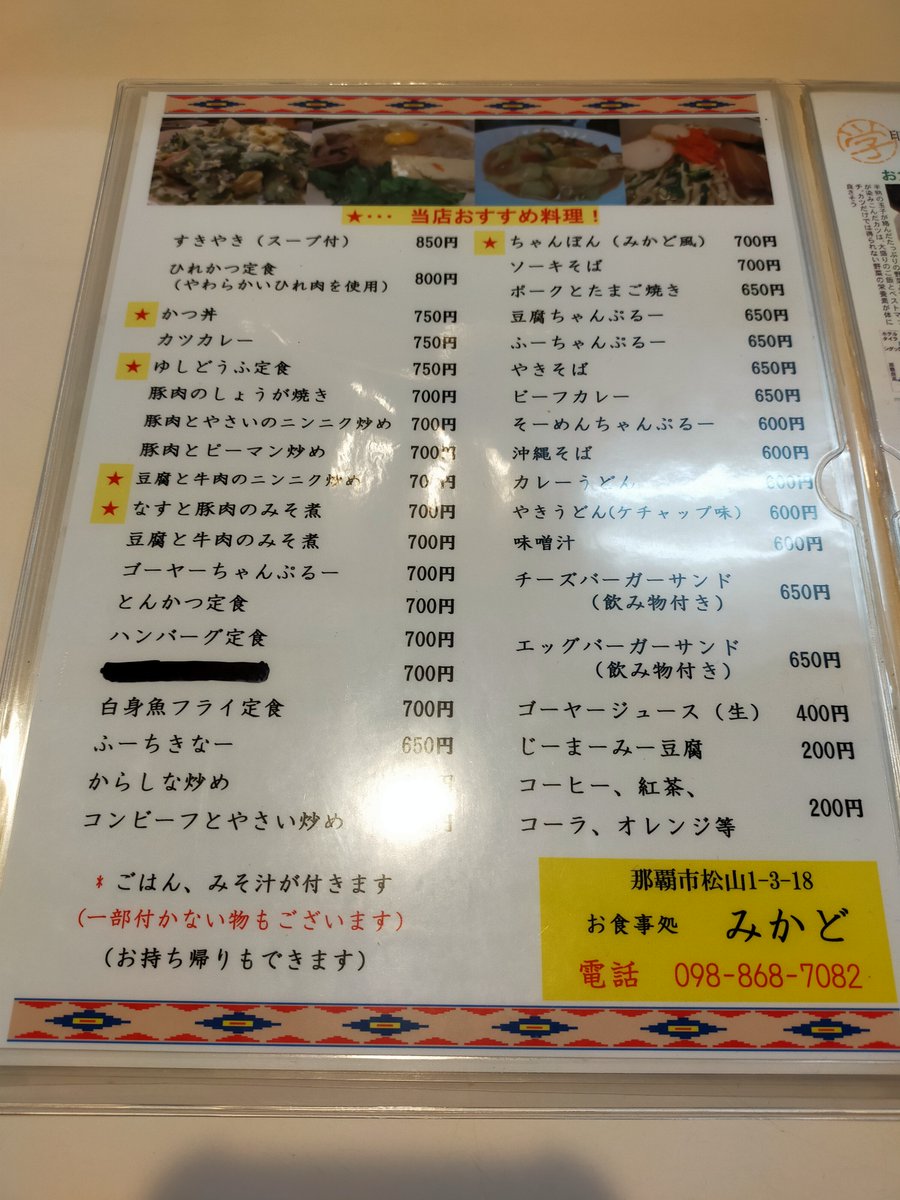 ★・・・ 当店おすすめ料理！
すきやき（スープ付） 850円
ひれかつ定食
（やわらかいひれ肉を使用） 800円
★ かつ丼 750円
カツカレー 750円
★ ゆしどうふ定食 750円
豚肉のしょうが焼き 700円
豚肉とやさいのニンニク炒め 700円
豚肉とピーマン炒め 700円
★ 豆腐と牛肉のニンニク炒め 700円
★ なすと豚肉のみそ煮 700円
豆腐と牛肉のみそ煮 700円
ゴーヤーちゃんぷるー 700円
とんかつ定食 700円
ハンバーグ定食 700円
700円
白身魚フライ定食 700円
ふーちきなー 650円
からしな炒め
コンビーフとやさい炒め
＊ごはん、みそ汁が付きます
（一部付かない物もございます）
（お持ち帰りもできます）
★ ちゃんぽん（みかど風） 700円
ソーキそば 700円
ポークとたまご焼き 650円
豆腐ちゃんぷるー 650円
ふーちゃんぷるー 650円
やきそば 650円
ビーフカレー 650円
そーめんちゃんぷるー 600円
沖縄そば 600円
カレーうどん 600円
やきうどん（ケチャップ味） 600円
味噌汁 600円
チーズバーガーサンド
（飲み物付き） 650円
エッグバーガーサンド
（飲み物付き） 650円
ゴーヤージュース（生） 400円
じーまーみー豆腐 200円
コーヒー、紅茶、
コーラ、オレンジ等 200円
那覇市松山1-3-18
お食事処 みかど
電話 098-868-7082
学